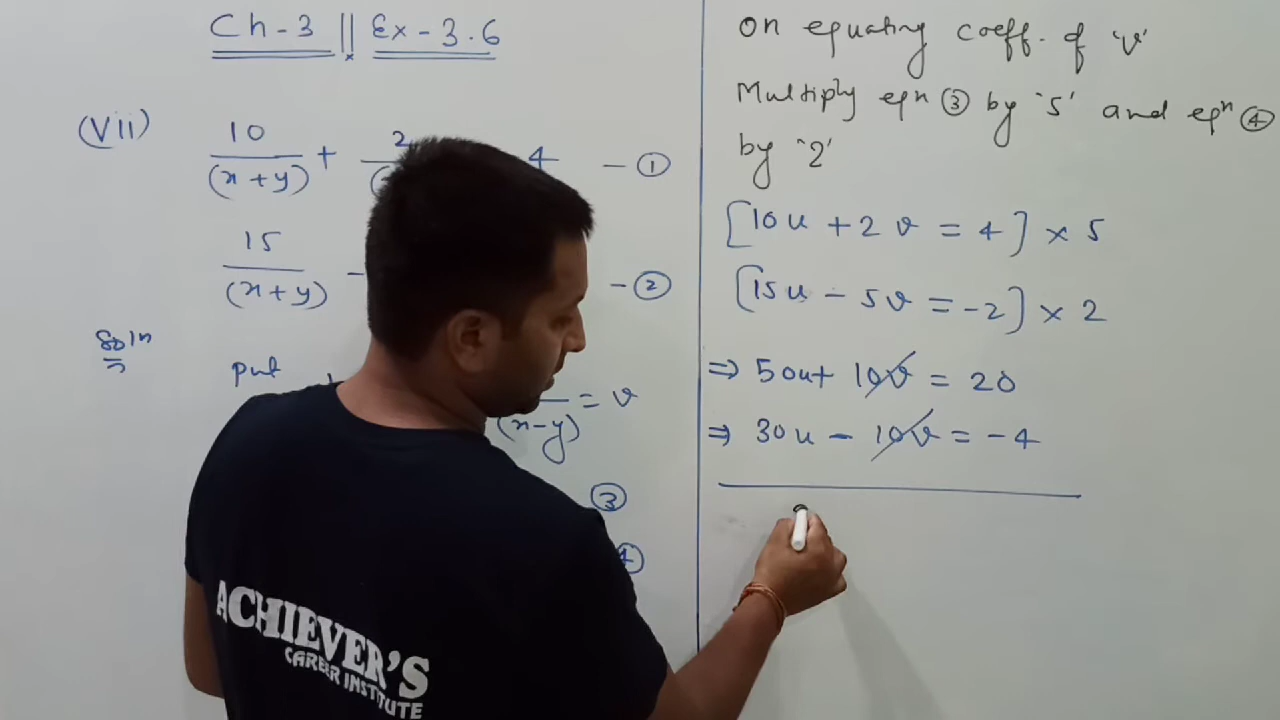 Ch-3 || Ex-3.6
(vii) 10/(x+y) + 2 4 - ①
15/(x+y) - - ②
Soln
put /(x-y) = v
③
④
On equating coeff. of 'v'
Multiply eqn ③ by '5' and eqn ④
by '2'
[10u + 2v = 4] × 5
[15u - 5v = -2] × 2
⇒ 50u + 10v = 20
⇒ 30u - 10v = -4
ACHIEVER'S
CAREER INSTITUTE